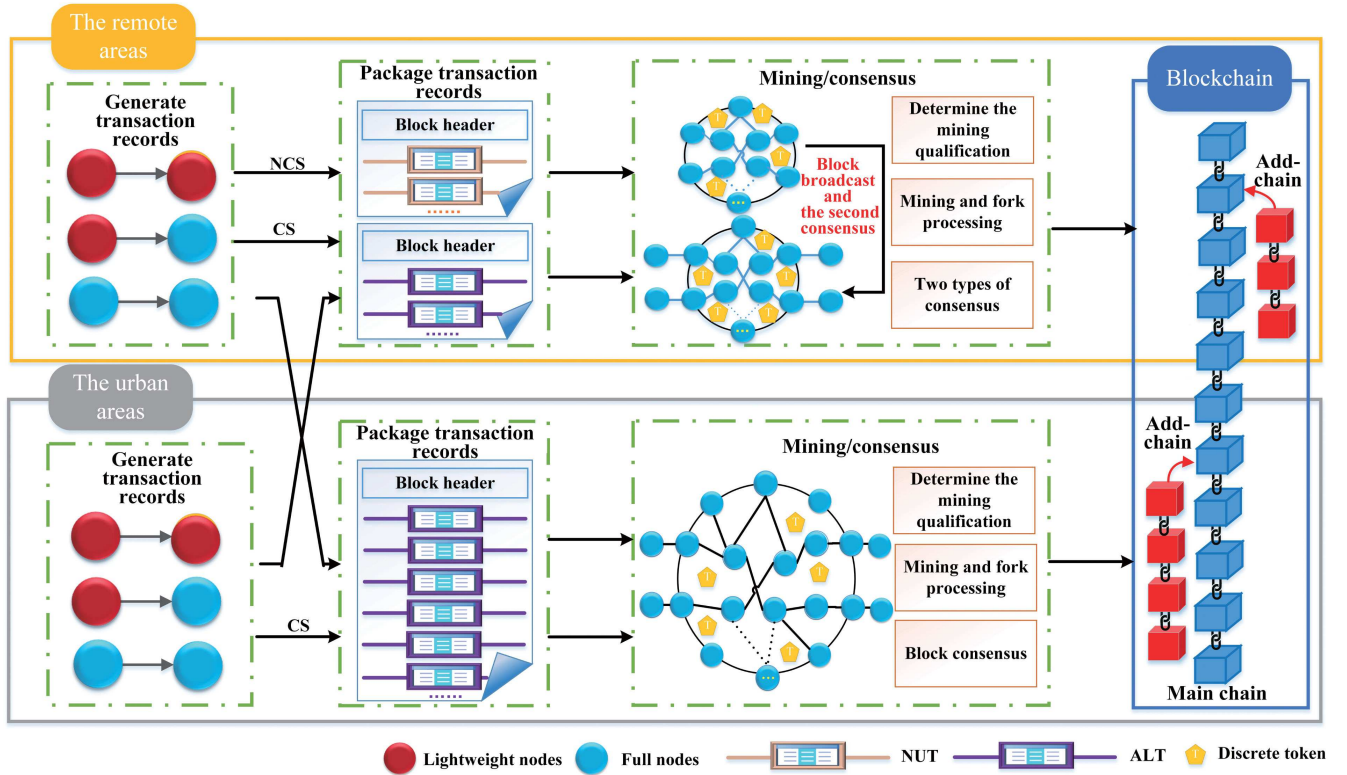 The remote
areas
Generate
transaction
records
NCS
CS
Package transaction
records
Block header
Block header
Mining/consensus
T
T
T
T
Block
broadcast and
the second
consensus
T
T
T
T
T
Determine the
mining
qualification
Mining and fork
processing
Two types of
consensus
Blockchain
Add-
chain
The urban
areas
Generate
transaction
records
CS
Package transaction
records
Block header
Mining/consensus
T
T
T
T
T
Determine the
mining
qualification
Mining and fork
processing
Block consensus
Add-
chain
Main chain
Lightweight nodes
Full nodes
NUT
ALT
T
Discrete token